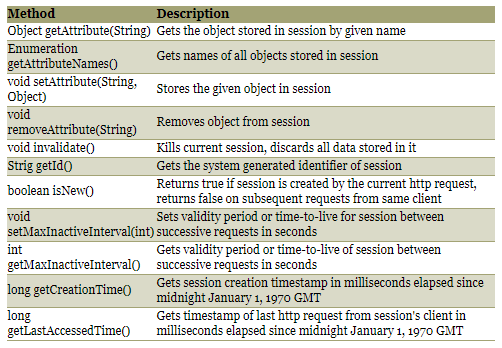 Method Description
Object getAttribute(String) Gets the object stored in session by given name
Enumeration
getAttributeNames() Gets names of all objects stored in session
void setAttribute(String,
Object) Stores the given object in session
void
removeAttribute(String) Removes object from session
void invalidate() Kills current session, discards all data stored in it
Strig getId() Gets the system generated identifier of session
boolean isNew() Returns true if session is created by the current http request,
returns false on subsequent requests from same client
void Sets validity period or time-to-live for session between
setMaxInactiveInterval(int) successive requests in seconds
int Gets validity period or time-to-live of session between
getMaxInactiveInterval() successive requests in seconds
long getCreationTime() Gets session creation timestamp in milliseconds elapsed since
midnight January 1, 1970 GMT
long Gets timestamp of last http request from session's client in
getLastAccessedTime() milliseconds elapsed since midnight January 1, 1970 GMT